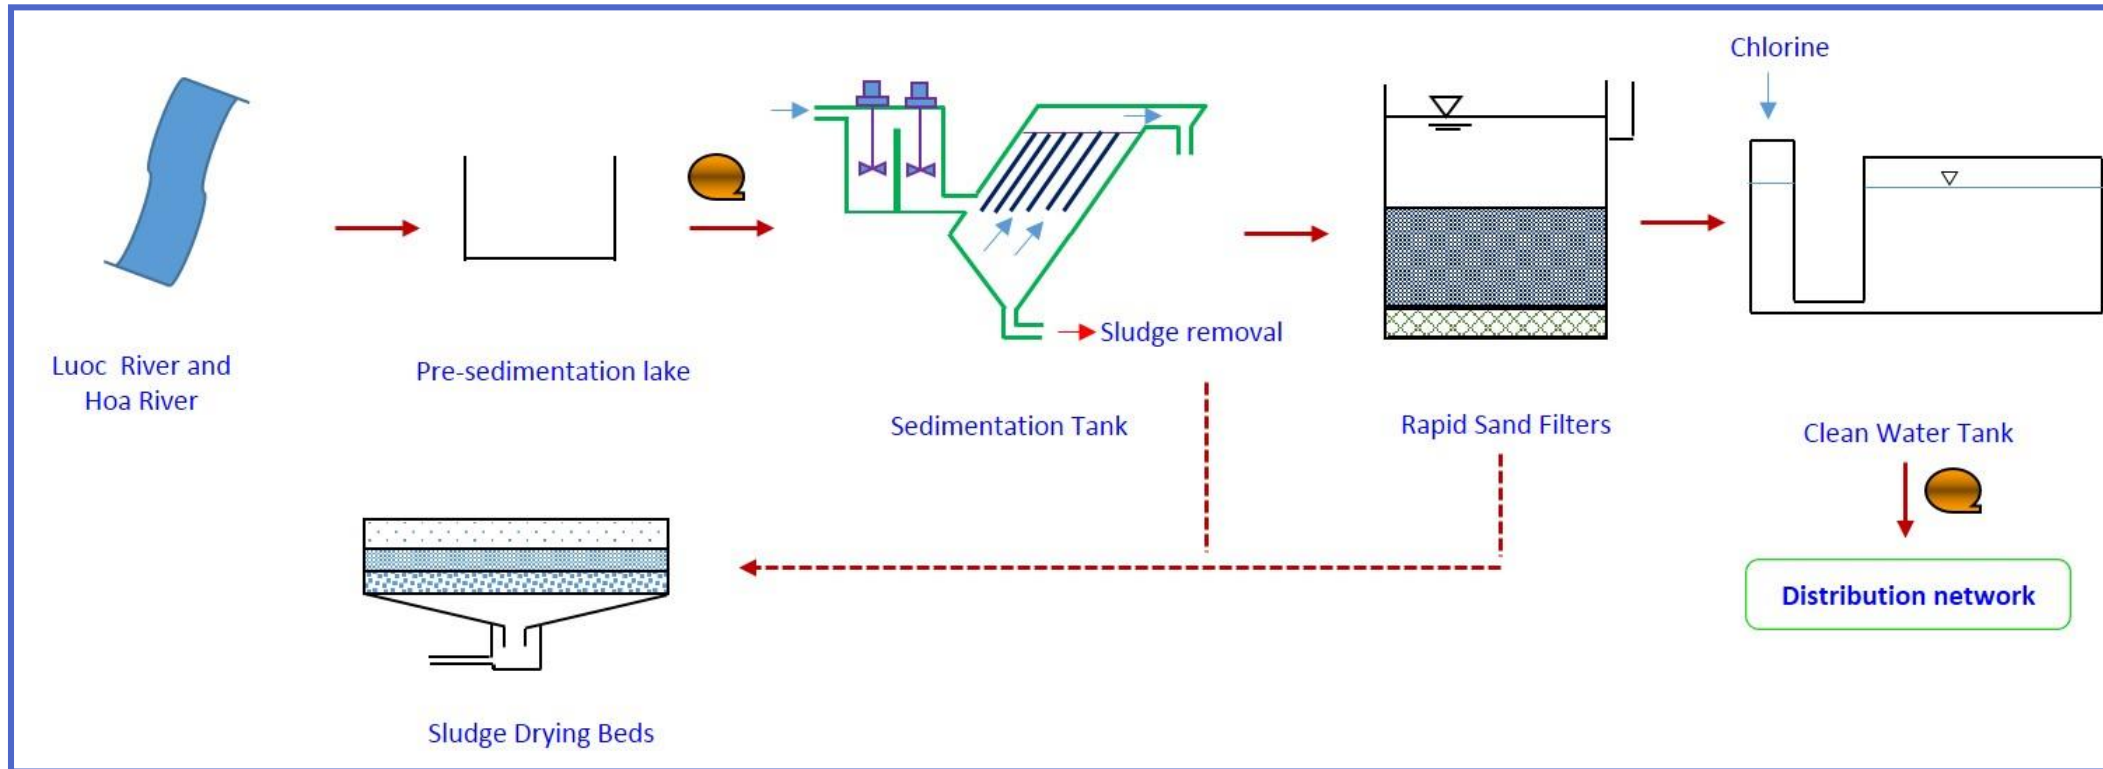 Chlorine
Luoc River and
Hoa River
Pre-sedimentation lake
Sludge removal
Sedimentation Tank
Rapid Sand Filters
Clean Water Tank
Distribution network
Sludge Drying Beds